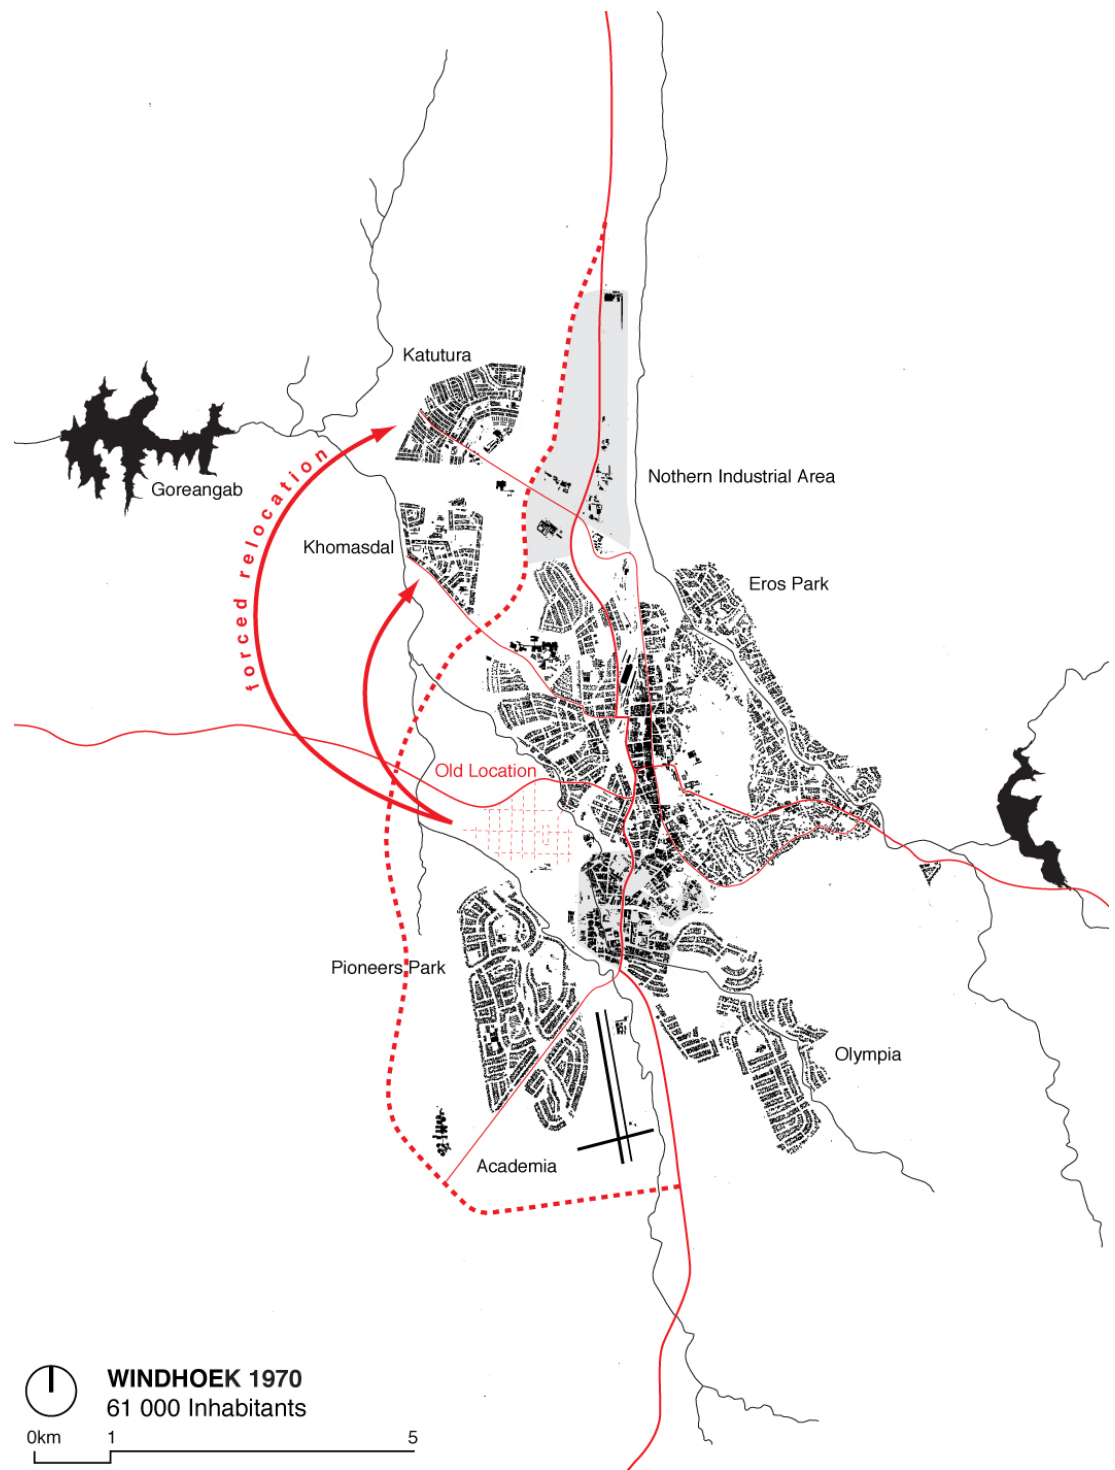 Katutura
Goreangab
Nothern Industrial Area
forced relocation
Khomasdal
Eros Park
Old Location
Pioneers Park
Olympia
Academia
WINDHOEK 1970
61 000 Inhabitants
0km 1 5